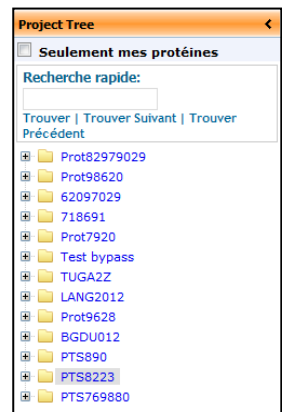 Project Tree
Seulement mes protéines
Recherche rapide:
Trouver | Trouver Suivant | Trouver
Précédent
Prot82979029
Prot98620
62097029
718691
Prot7920
Test bypass
TUGA2Z
LANG2012
Prot9628
BGDU012
PTS890
PTS8223
PTS769880